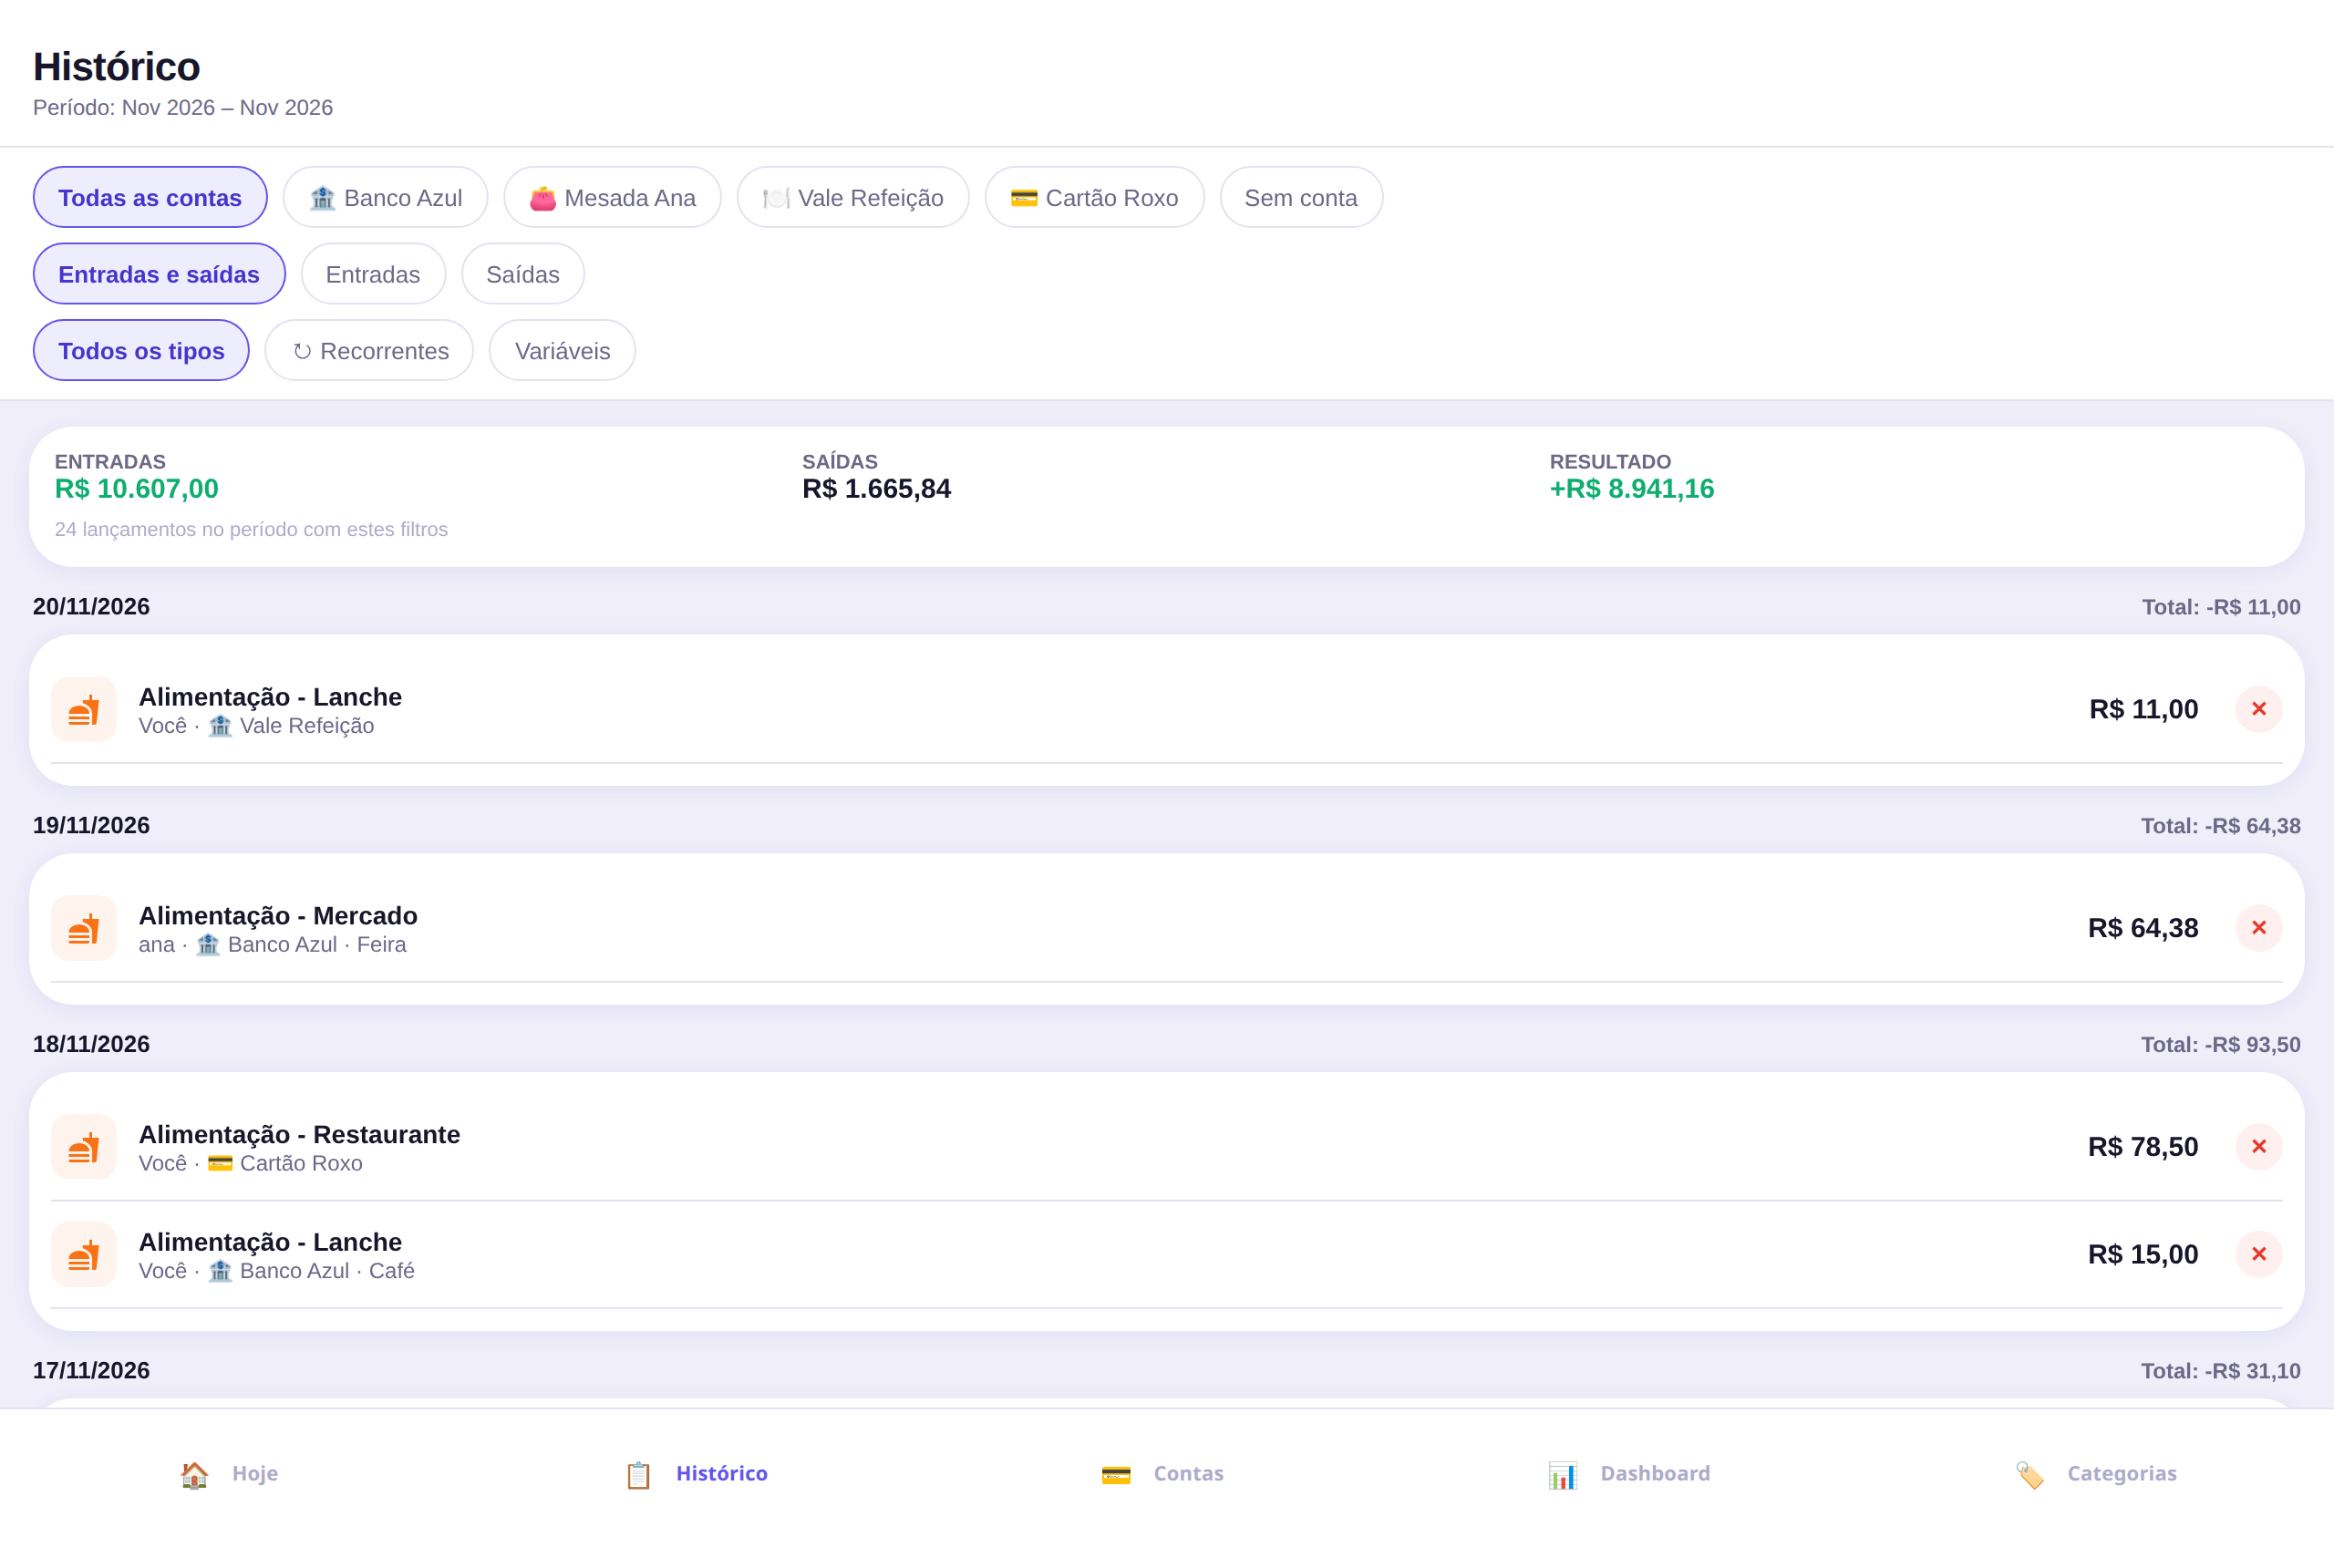 Histórico
Período: Nov 2026 – Nov 2026
Todas as contas 🏦 Banco Azul 👛 Mesada Ana 🍽️ Vale Refeição 💳 Cartão Roxo Sem conta
Entradas e saídas Entradas Saídas
Todos os tipos ↻ Recorrentes Variáveis
ENTRADAS SAÍDAS RESULTADO
R$ 10.607,00 R$ 1.665,84 +R$ 8.941,16
24 lançamentos no período com estes filtros
20/11/2026 Total: -R$ 11,00
Alimentação - Lanche
Você · 🏦 Vale Refeição
R$ 11,00 ✕
19/11/2026 Total: -R$ 64,38
Alimentação - Mercado
ana · 🏦 Banco Azul · Feira
R$ 64,38 ✕
18/11/2026 Total: -R$ 93,50
Alimentação - Restaurante
Você · 💳 Cartão Roxo
R$ 78,50 ✕
Alimentação - Lanche
Você · 🏦 Banco Azul · Café
R$ 15,00 ✕
17/11/2026 Total: -R$ 31,10
🏠 Hoje 📋 Histórico 💳 Contas 📊 Dashboard 🏷️ Categorias